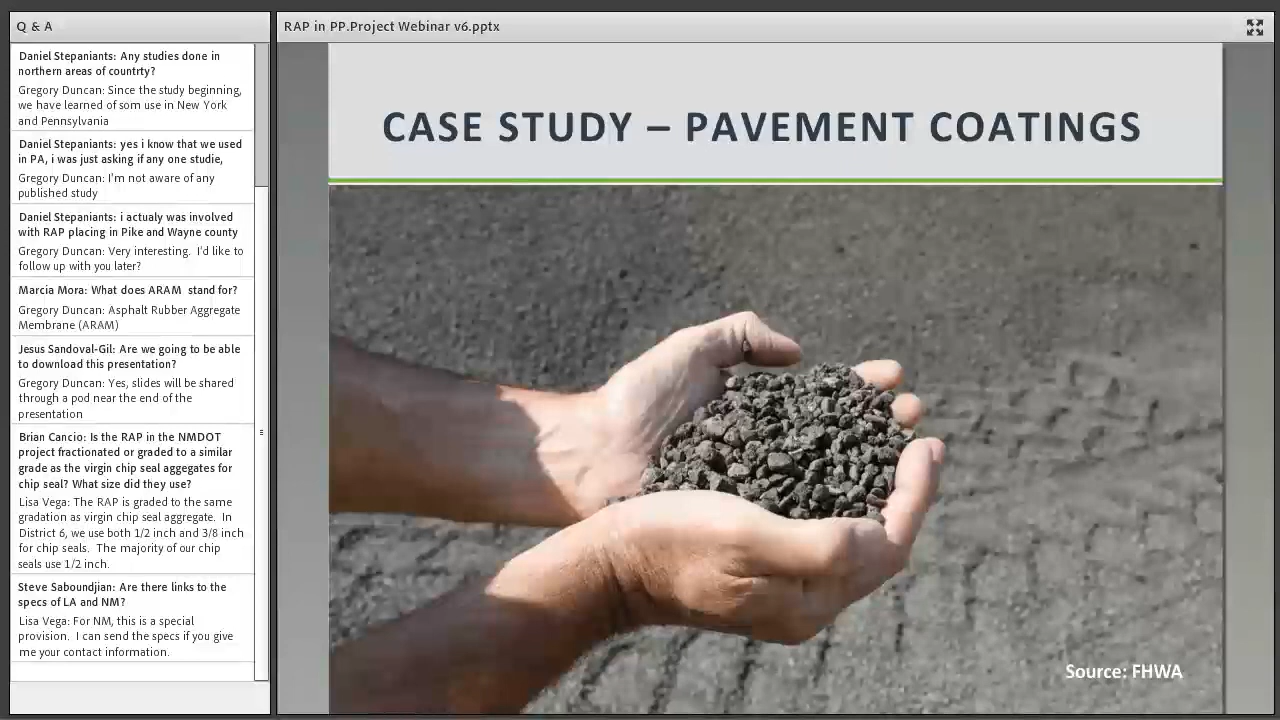 Q & A
Daniel Stepaniants: Any studies done in
northern areas of countrty?
Gregory Duncan: Since the study beginning,
we have learned of som use in New York
and Pennsylvania
Daniel Stepaniants: yes i know that we used
in PA, i was just asking if any one studie,
Gregory Duncan: I'm not aware of any
published study
Daniel Stepaniants: i actualy was involved
with RAP placing in Pike and Wayne county
Gregory Duncan: Very interesting.  I'd like to
follow up with you later?
Marcia Mora: What does ARAM  stand for?
Gregory Duncan: Asphalt Rubber Aggregate
Membrane (ARAM)
Jesus Sandoval-Gil: Are we going to be able
to download this presentation?
Gregory Duncan: Yes, slides will be shared
through a pod near the end of the
presentation
Brian Cancio: Is the RAP in the NMDOT
project fractionated or graded to a similar
grade as the virgin chip seal aggegates for
chip seal? What size did they use?
Lisa Vega: The RAP is graded to the same
gradation as virgin chip seal aggregate.  In
District 6, we use both 1/2 inch and 3/8 inch
for chip seals.  The majority of our chip
seals use 1/2 inch.
Steve Saboundjian: Are there links to the
specs of LA and NM?
Lisa Vega: For NM, this is a special
provision.  I can send the specs if you give
me your contact information.
RAP in PP.Project Webinar v6.pptx
CASE STUDY – PAVEMENT COATINGS
Source: FHWA